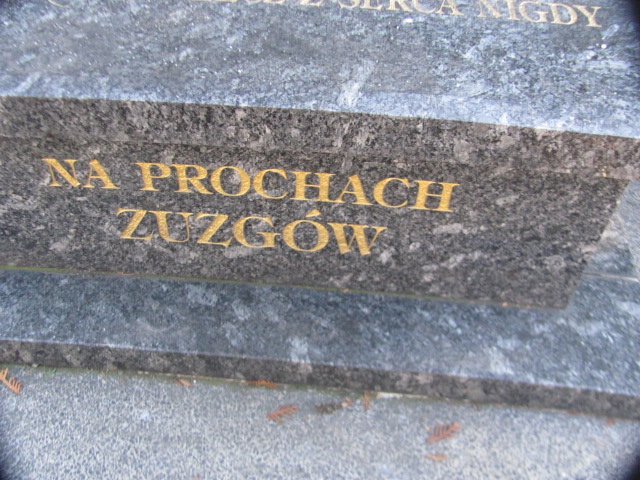 Z SERCA NIGDY
NA PROCHACH
ZUZGÓW